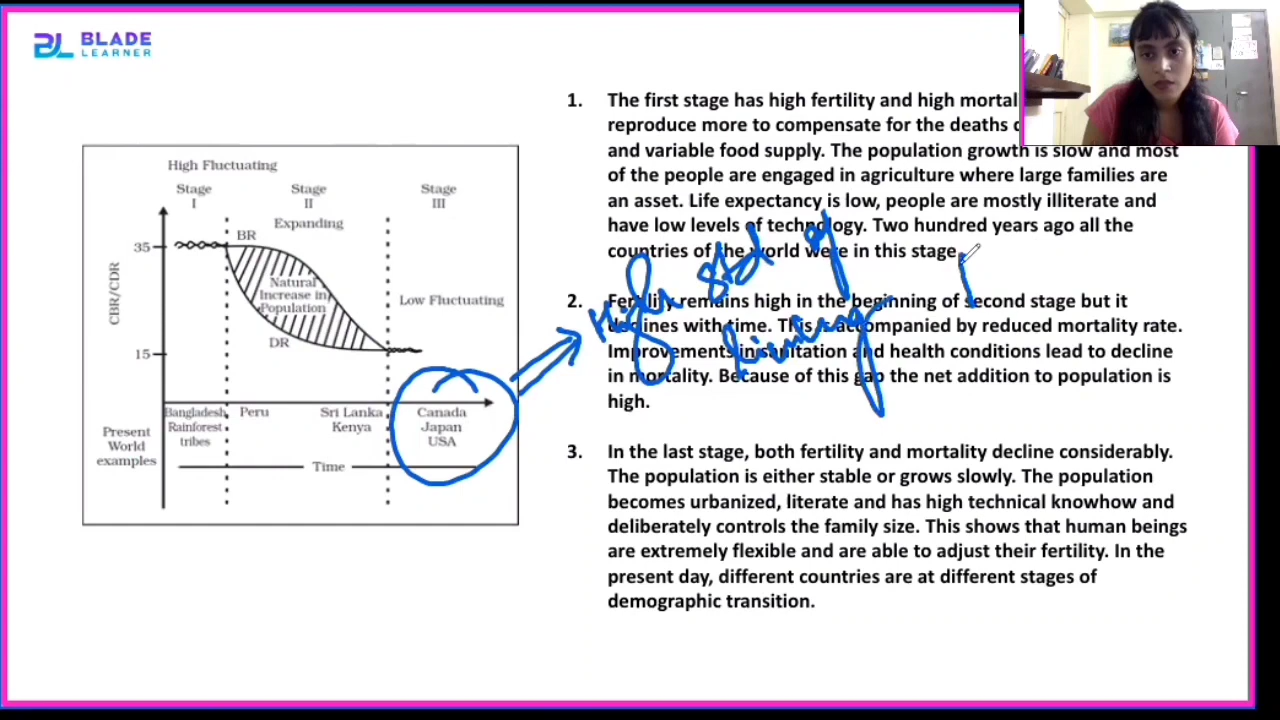 BLADE
LEARNER
High Fluctuating
Stage
I
Stage
II
Stage
III
Expanding
BR
35
Natural
Increase in
Population
Low Fluctuating
CBR/CDR
DR
15
Bangladesh
Rainforest
tribes
Peru
Sri Lanka
Kenya
Canada
Japan
USA
Present
World
examples
Time
1. The first stage has high fertility and high
reproduce more to compensate for the deaths
and variable food supply. The population growth is slow and most
of the people are engaged in agriculture where large families are
an asset. Life expectancy is low, people are mostly illiterate and
have low levels of technology. Two hundred years ago all the
countries of the world were in this stage.
2. Fertility remains high in the beginning of second stage but it
declines with time. This is accompanied by reduced mortality rate.
Improvements in sanitation and health conditions lead to decline
in mortality. Because of this gap the net addition to population is
high.
3. In the last stage, both fertility and mortality decline considerably.
The population is either stable or grows slowly. The population
becomes urbanized, literate and has high technical knowhow and
deliberately controls the family size. This shows that human beings
are extremely flexible and are able to adjust their fertility. In the
present day, different countries are at different stages of
demographic transition.
High std of
living